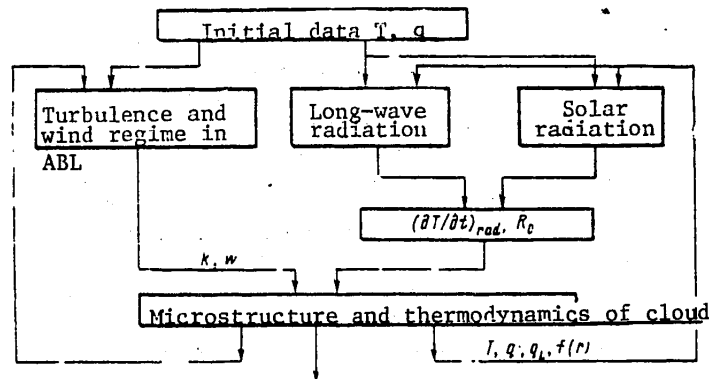 Initial data T, q
Turbulence and
wind regime in
ABL
Long-wave
radiation
Solar
radiation
(∂T/∂t)rad, R0
k, w
Microstructure and thermodynamics of cloud
T, q, qL, f(r)